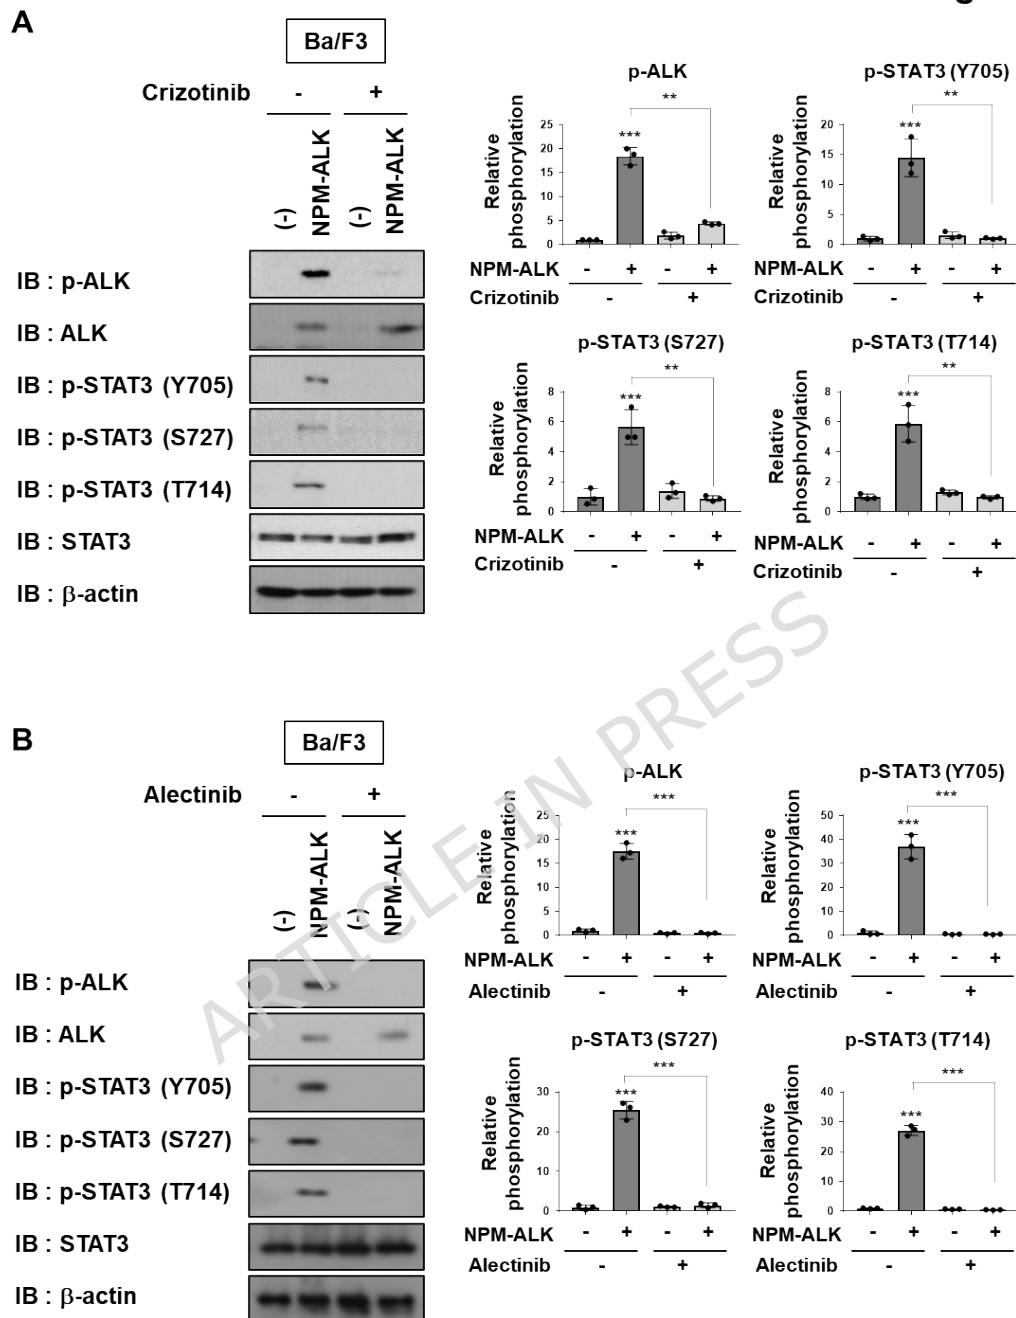 g
A
Ba/F3
Crizotinib - +
(-) NPM-ALK (-) NPM-ALK
IB : p-ALK
IB : ALK
IB : p-STAT3 (Y705)
IB : p-STAT3 (S727)
IB : p-STAT3 (T714)
IB : STAT3
IB : β-actin
p-ALK
**
***
Relative
phosphorylation
25
20
15
10
5
0
NPM-ALK - + - +
Crizotinib - +
p-STAT3 (Y705)
**
***
Relative
phosphorylation
20
15
10
5
0
NPM-ALK - + - +
Crizotinib - +
p-STAT3 (S727)
**
***
Relative
phosphorylation
8
6
4
2
0
NPM-ALK - + - +
Crizotinib - +
p-STAT3 (T714)
**
***
Relative
phosphorylation
8
6
4
2
0
NPM-ALK - + - +
Crizotinib - +
ARTICLE IN PRESS
B
Ba/F3
Alectinib - +
(-) NPM-ALK (-) NPM-ALK
IB : p-ALK
IB : ALK
IB : p-STAT3 (Y705)
IB : p-STAT3 (S727)
IB : p-STAT3 (T714)
IB : STAT3
IB : β-actin
p-ALK
***
***
Relative
phosphorylation
25
20
15
10
5
0
NPM-ALK - + - +
Alectinib - +
p-STAT3 (Y705)
***
***
Relative
phosphorylation
50
40
30
20
10
0
NPM-ALK - + - +
Alectinib - +
p-STAT3 (S727)
***
***
Relative
phosphorylation
30
20
10
0
NPM-ALK - + - +
Alectinib - +
p-STAT3 (T714)
***
***
Relative
phosphorylation
40
30
20
10
0
NPM-ALK - + - +
Alectinib - +